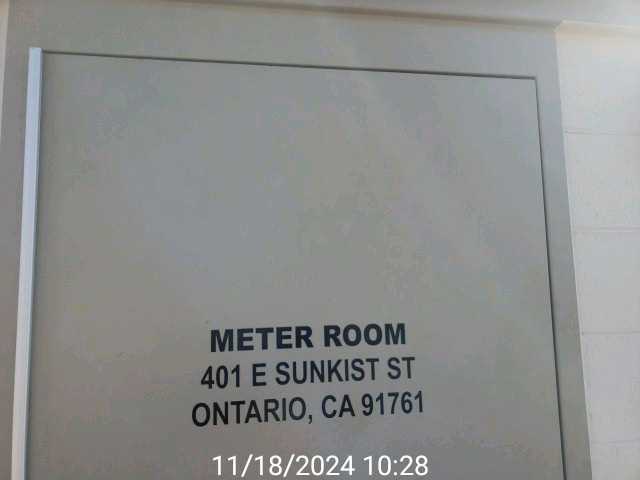 METER ROOM
401 E SUNKIST ST
ONTARIO, CA 91761
11/18/2024 10:28